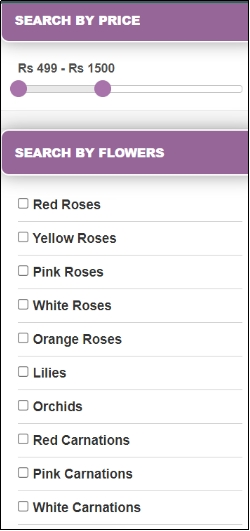 SEARCH BY PRICE
Rs 499 - Rs 1500
SEARCH BY FLOWERS
Red Roses
Yellow Roses
Pink Roses
White Roses
Orange Roses
Lilies
Orchids
Red Carnations
Pink Carnations
White Carnations